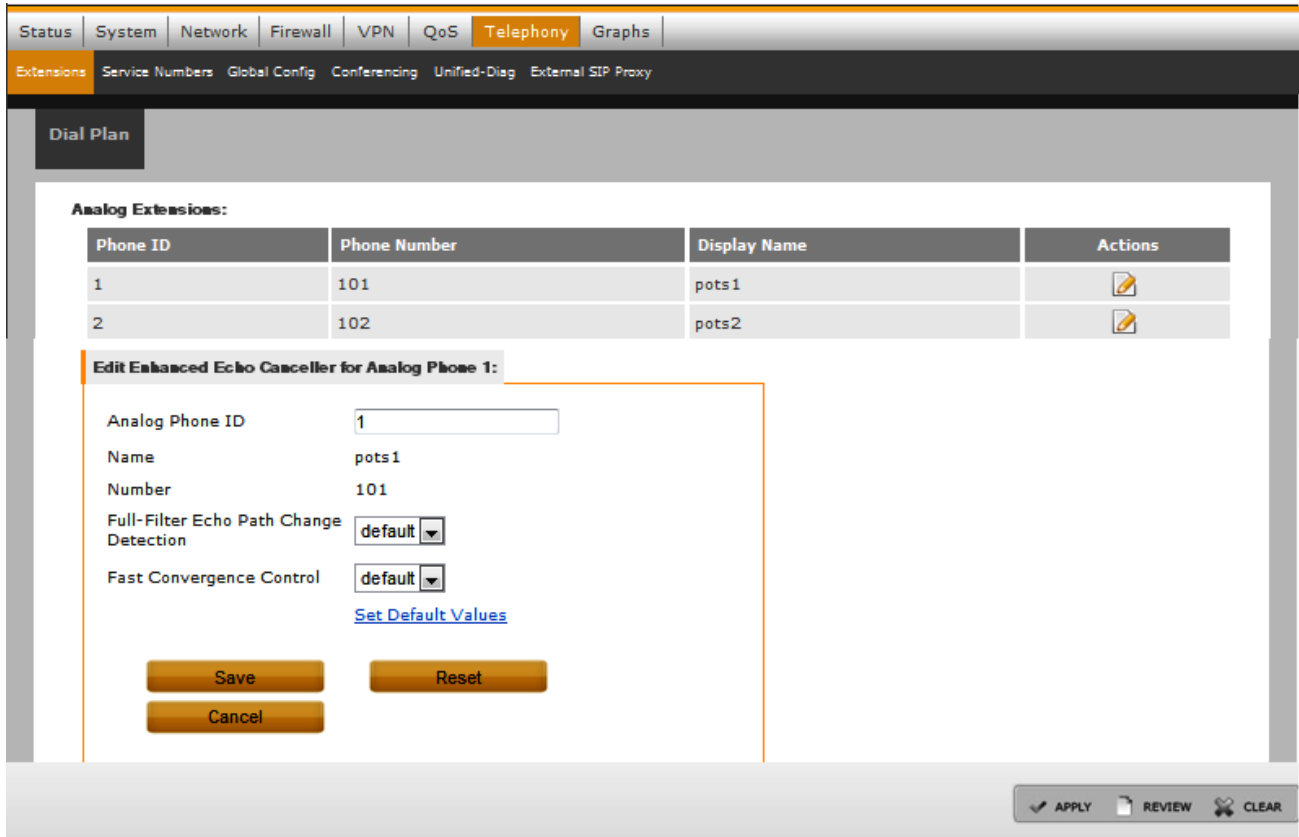 Status System Network Firewall VPN QoS Telephony Graphs
Extensions Service Numbers Global Config Conferencing Unified-Diag External SIP Proxy
Dial Plan
Analog Extensions:
Phone ID Phone Number Display Name Actions
1 101 pots1
2 102 pots2
Edit Enhanced Echo Canceller for Analog Phone 1:
Analog Phone ID 1
Name pots1
Number 101
Full-Filter Echo Path Change
Detection default
Fast Convergence Control default
Set Default Values
Save Reset
Cancel
APPLY REVIEW CLEAR